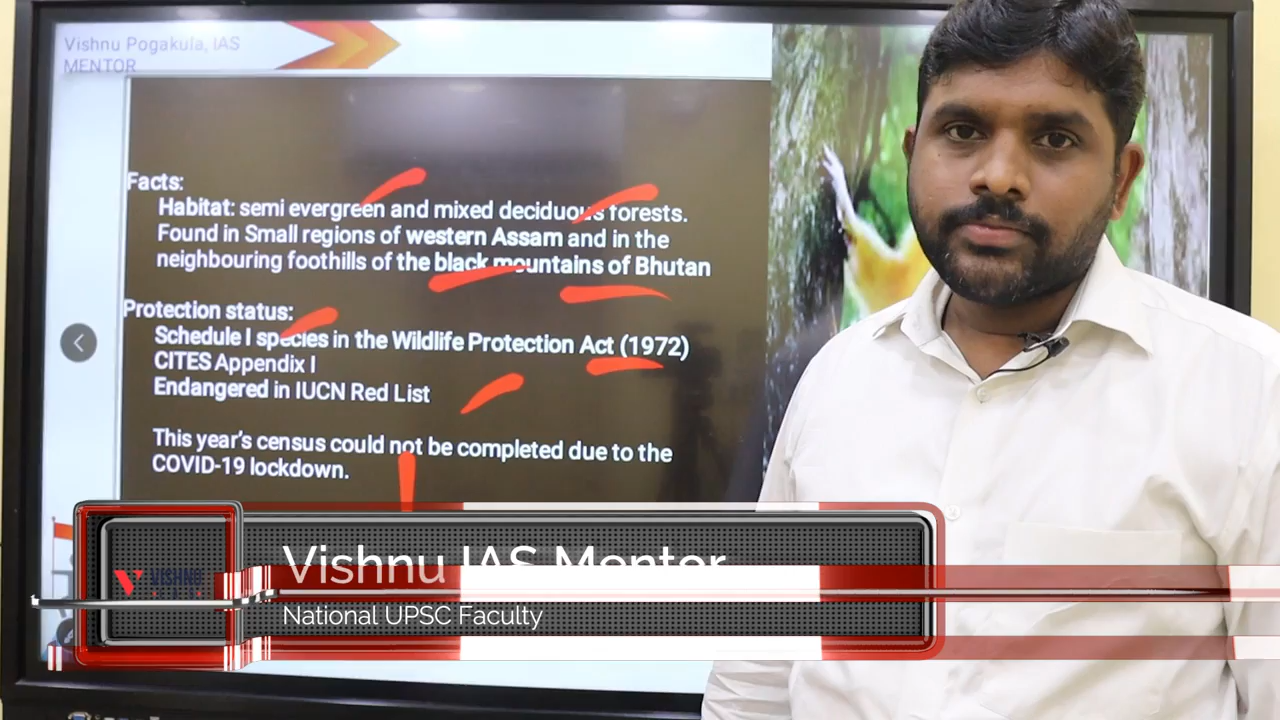 Vishnu Pogakula, IAS
MENTOR
Facts:
Habitat: semi evergreen and mixed deciduous forests.
Found in Small regions of western Assam and in the
neighbouring foothills of the black mountains of Bhutan
Protection status:
Schedule I species in the Wildlife Protection Act (1972)
CITES Appendix I
Endangered in IUCN Red List
This year's census could not be completed due to the
COVID-19 lockdown.
Vishnu IAS Mentor
VISHNU
National UPSC Faculty